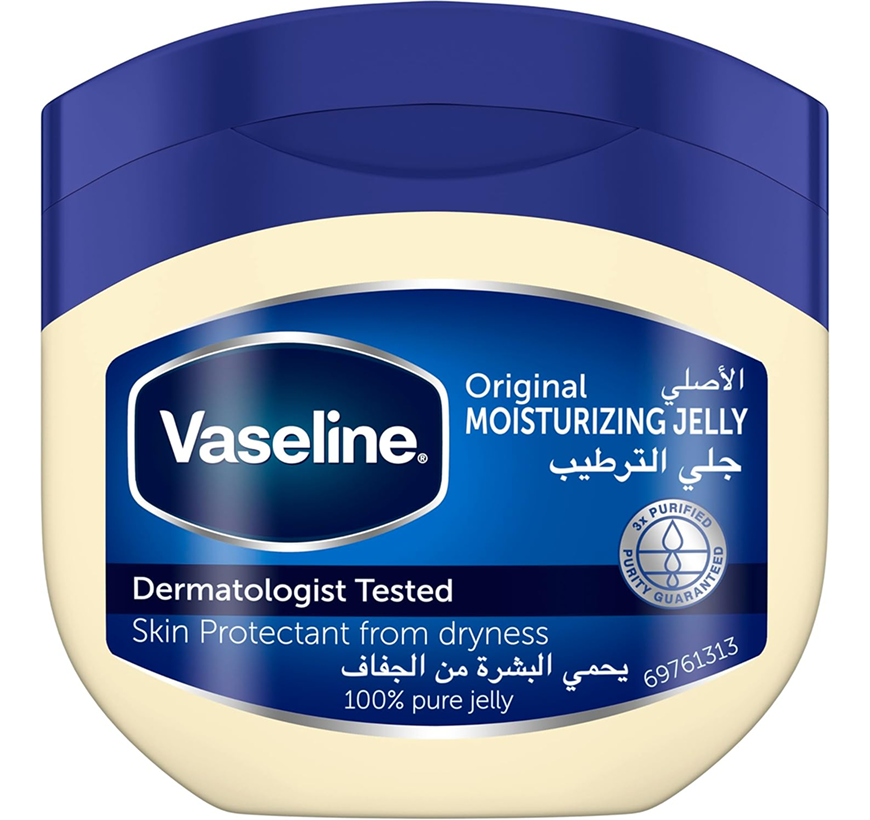 Vaseline®
Original الأصلي
MOISTURIZING JELLY
جلي الترطيب
3x PURIFIED
PURITY GUARANTEED
Dermatologist Tested
Skin Protectant from dryness
يحمي البشرة من الجفاف
69761313
100% pure jelly